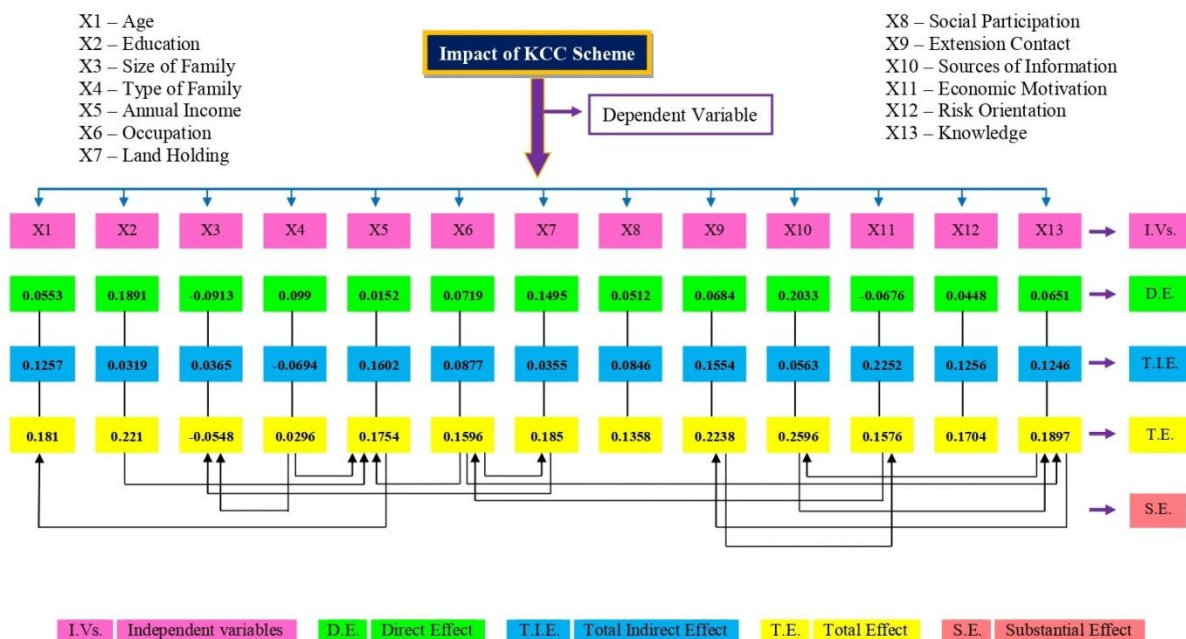 X1 – Age
X2 – Education
X3 – Size of Family
X4 – Type of Family
X5 – Annual Income
X6 – Occupation
X7 – Land Holding
Impact of KCC Scheme
Dependent Variable
X8 – Social Participation
X9 – Extension Contact
X10 – Sources of Information
X11 – Economic Motivation
X12 – Risk Orientation
X13 – Knowledge
X1 X2 X3 X4 X5 X6 X7 X8 X9 X10 X11 X12 X13 I.Vs.
0.0553 0.1891 -0.0913 0.099 0.0152 0.0719 0.1495 0.0512 0.0684 0.2033 -0.0676 0.0448 0.0651 D.E.
0.1257 0.0319 0.0365 -0.0694 0.1602 0.0877 0.0355 0.0846 0.1554 0.0563 0.2252 0.1256 0.1246 T.I.E.
0.181 0.221 -0.0548 0.0296 0.1754 0.1596 0.185 0.1358 0.2238 0.2596 0.1576 0.1704 0.1897 T.E.
S.E.
I.Vs. Independent variables D.E. Direct Effect T.I.E. Total Indirect Effect T.E. Total Effect S.E. Substantial Effect